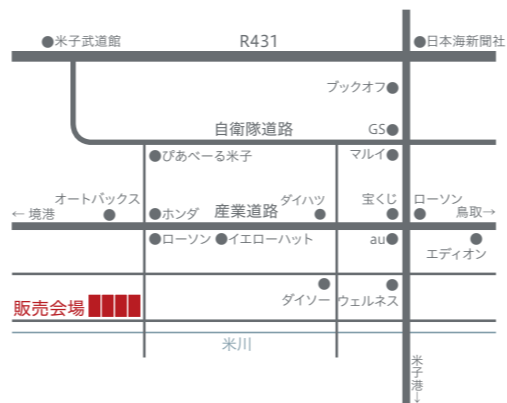 米子武道館
R431
日本海新聞社
ブックオフ
自衛隊道路
GS
ぴあべーる米子
マルイ
オートバックス
ダイハツ
宝くじ
ローソン
← 境港
ホンダ
産業道路
鳥取→
ローソン
イエローハット
au
エディオン
ダイソー
ウェルネス
販売会場
米川
米子港→